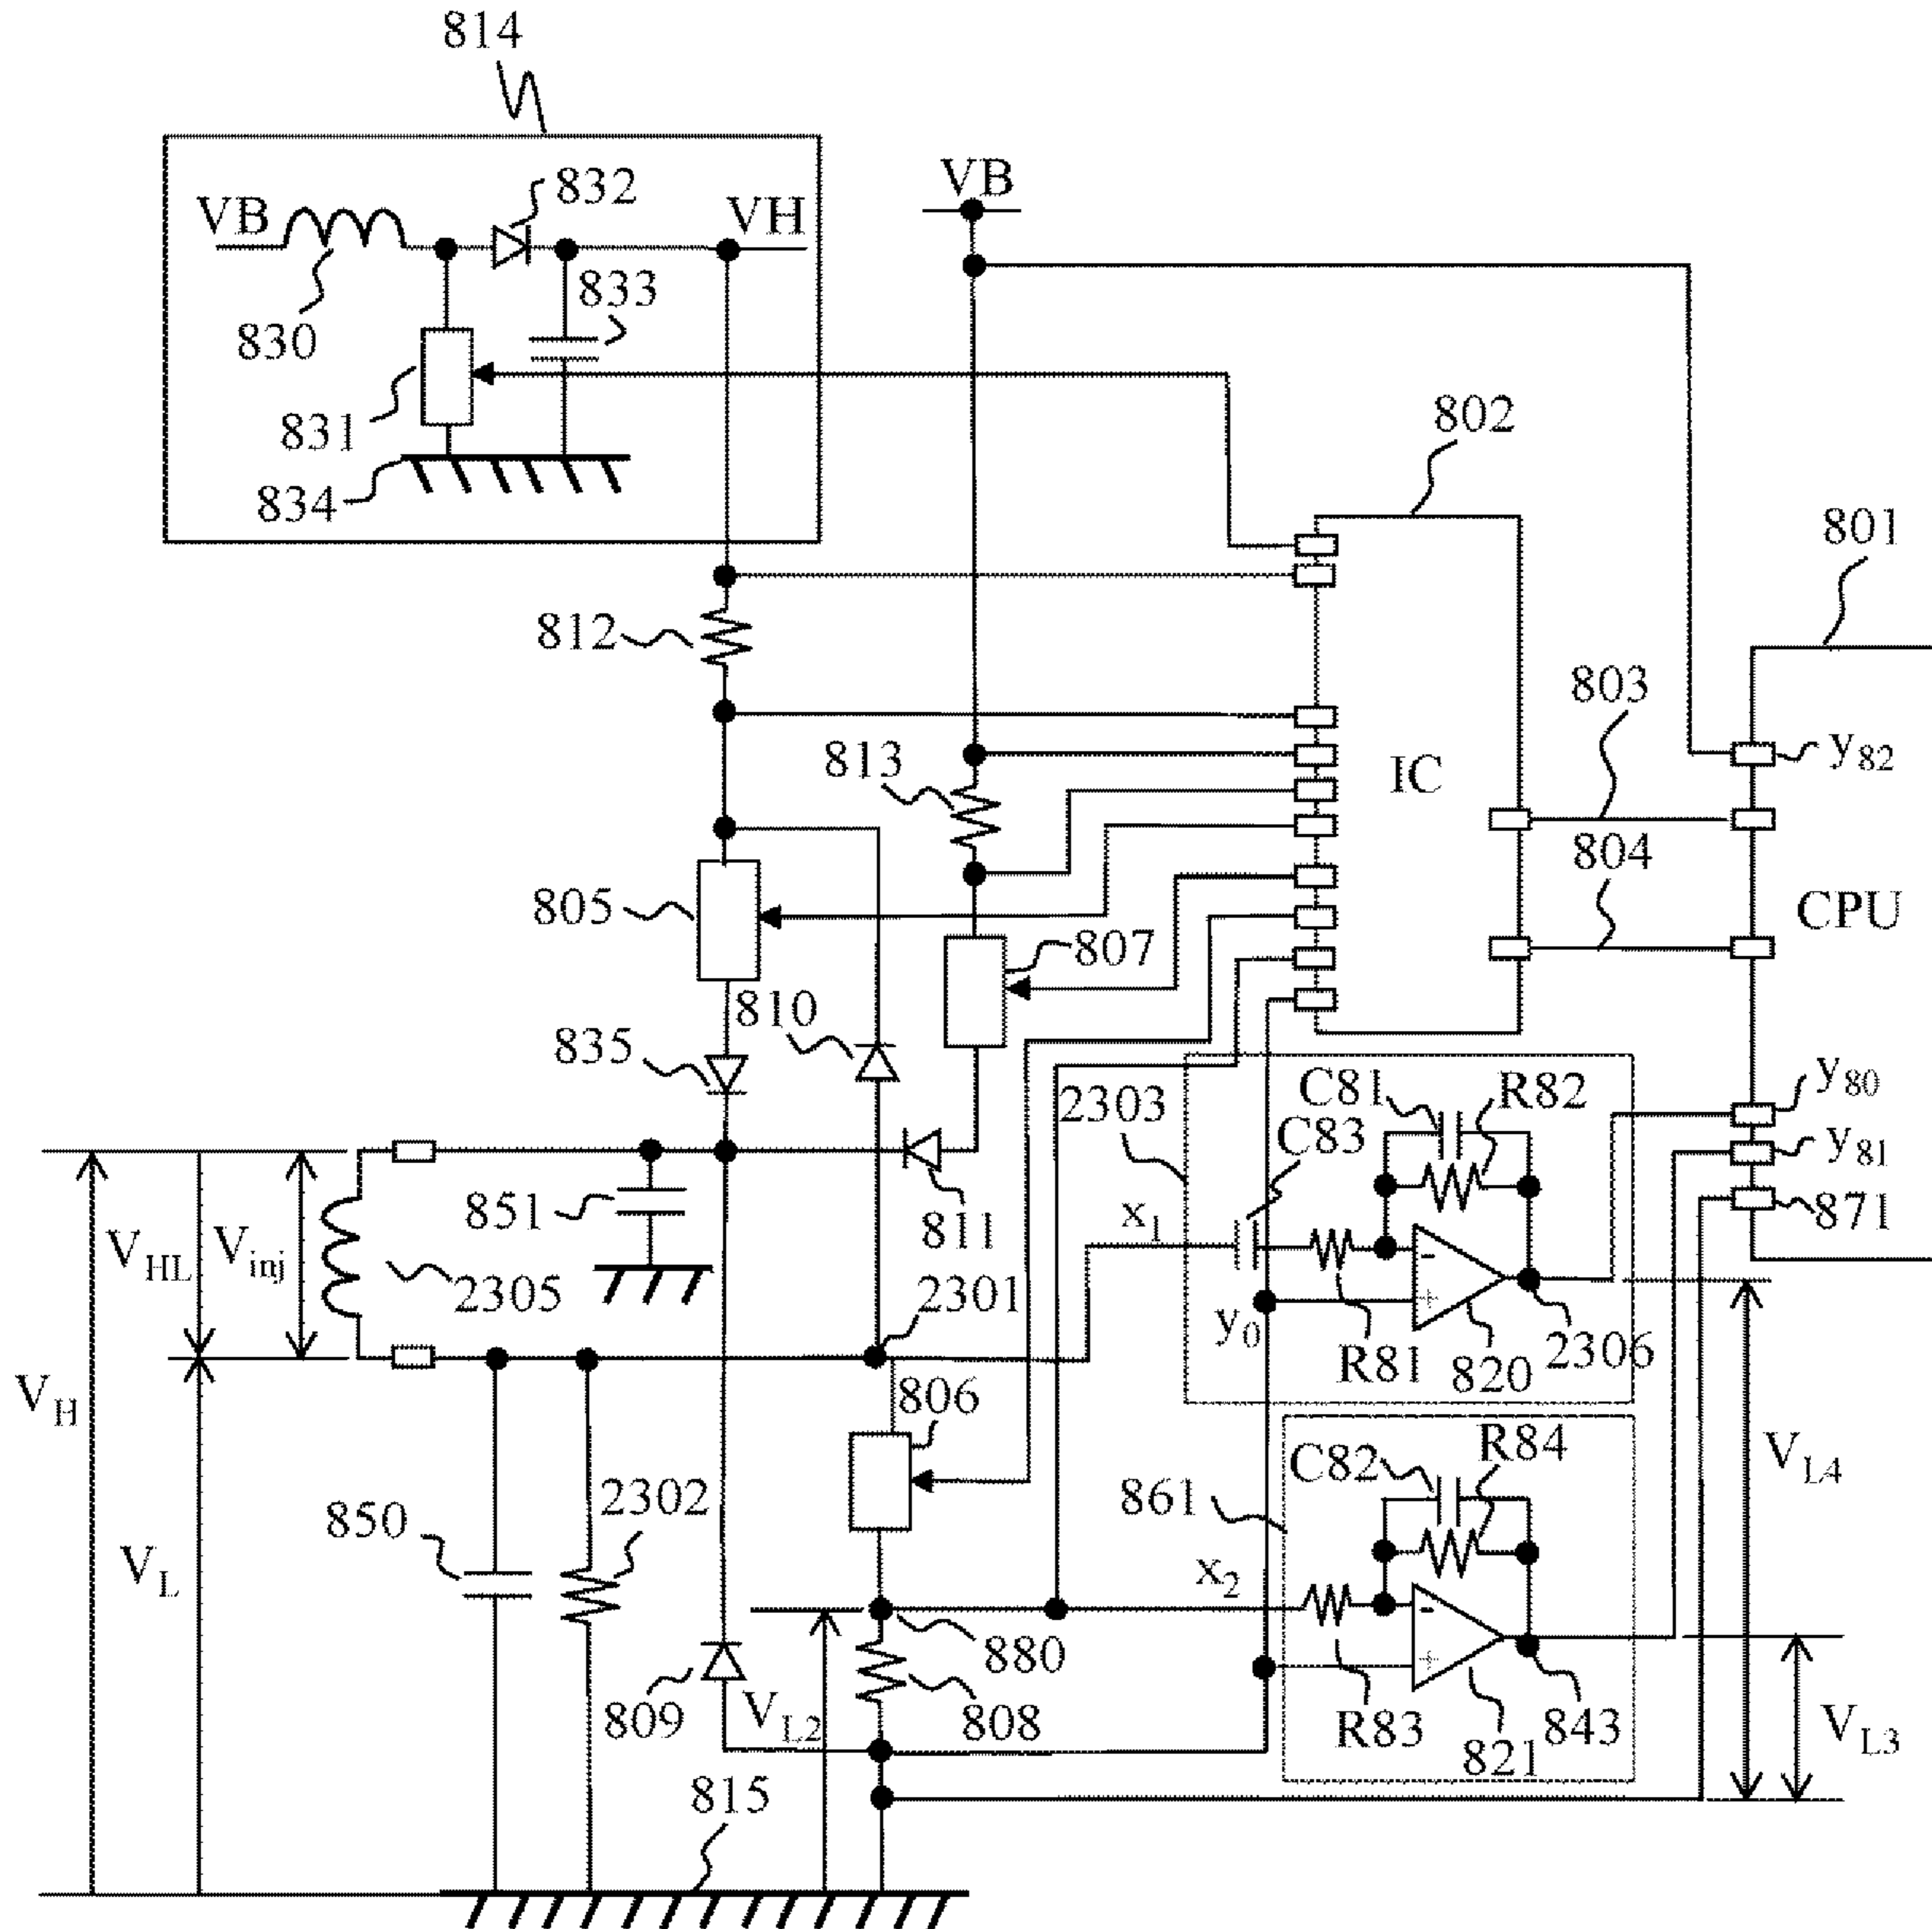 814
VB
832
VH
VB
833
830
831
834
802
801
812
803
y82
813
IC
804
805
CPU
807
810
835
2303
C81
R82
y80
C83
y81
x1
871
851
811
VHL
Vinj
2305
2301
y0
R81
820
2306
VH
806
C82
R84
VL4
861
2302
850
VL
x2
880
809
VL2
808
R83
821
843
VL3
815